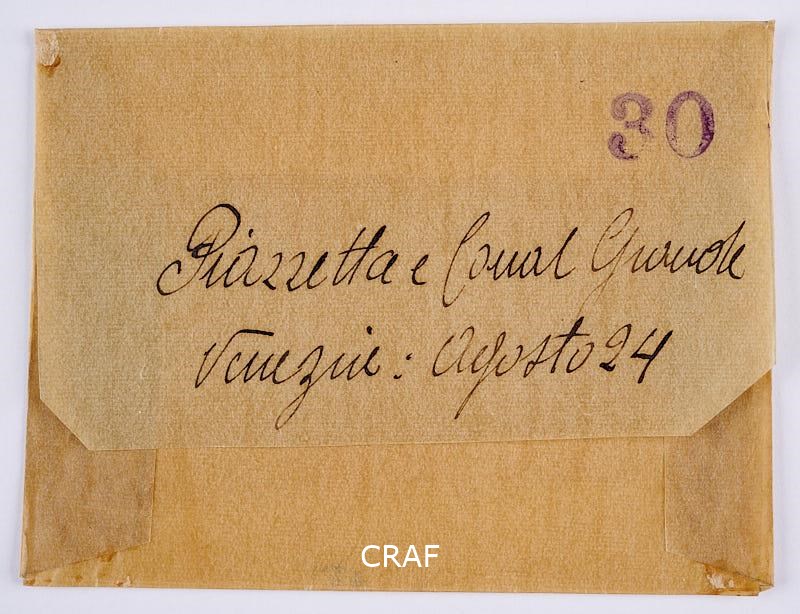 30
Piazzetta e Canal Grande
Venezia: Agosto 24
CRAF